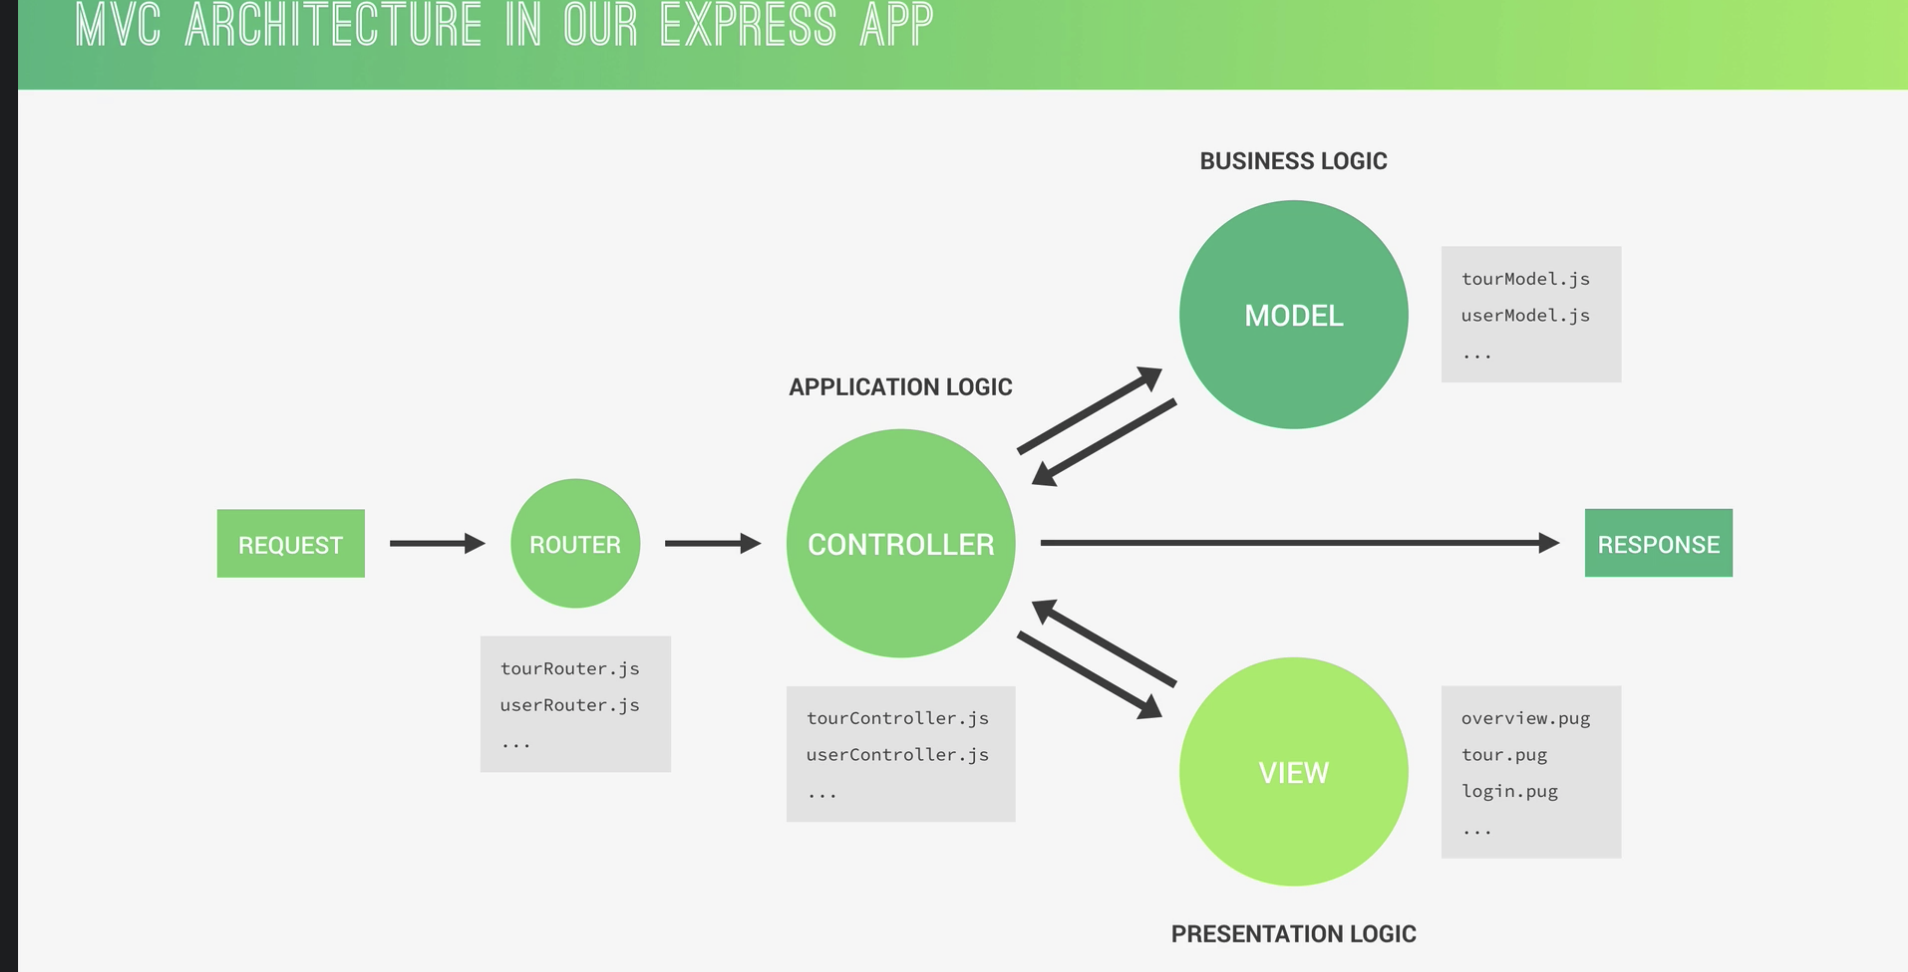 MVC ARCHITECTURE IN OUR EXPRESS APP
BUSINESS LOGIC
MODEL
tourModel.js
userModel.js
...
APPLICATION LOGIC
REQUEST
ROUTER
CONTROLLER
RESPONSE
tourRouter.js
userRouter.js
...
tourController.js
userController.js
...
VIEW
overview.pug
tour.pug
login.pug
...
PRESENTATION LOGIC